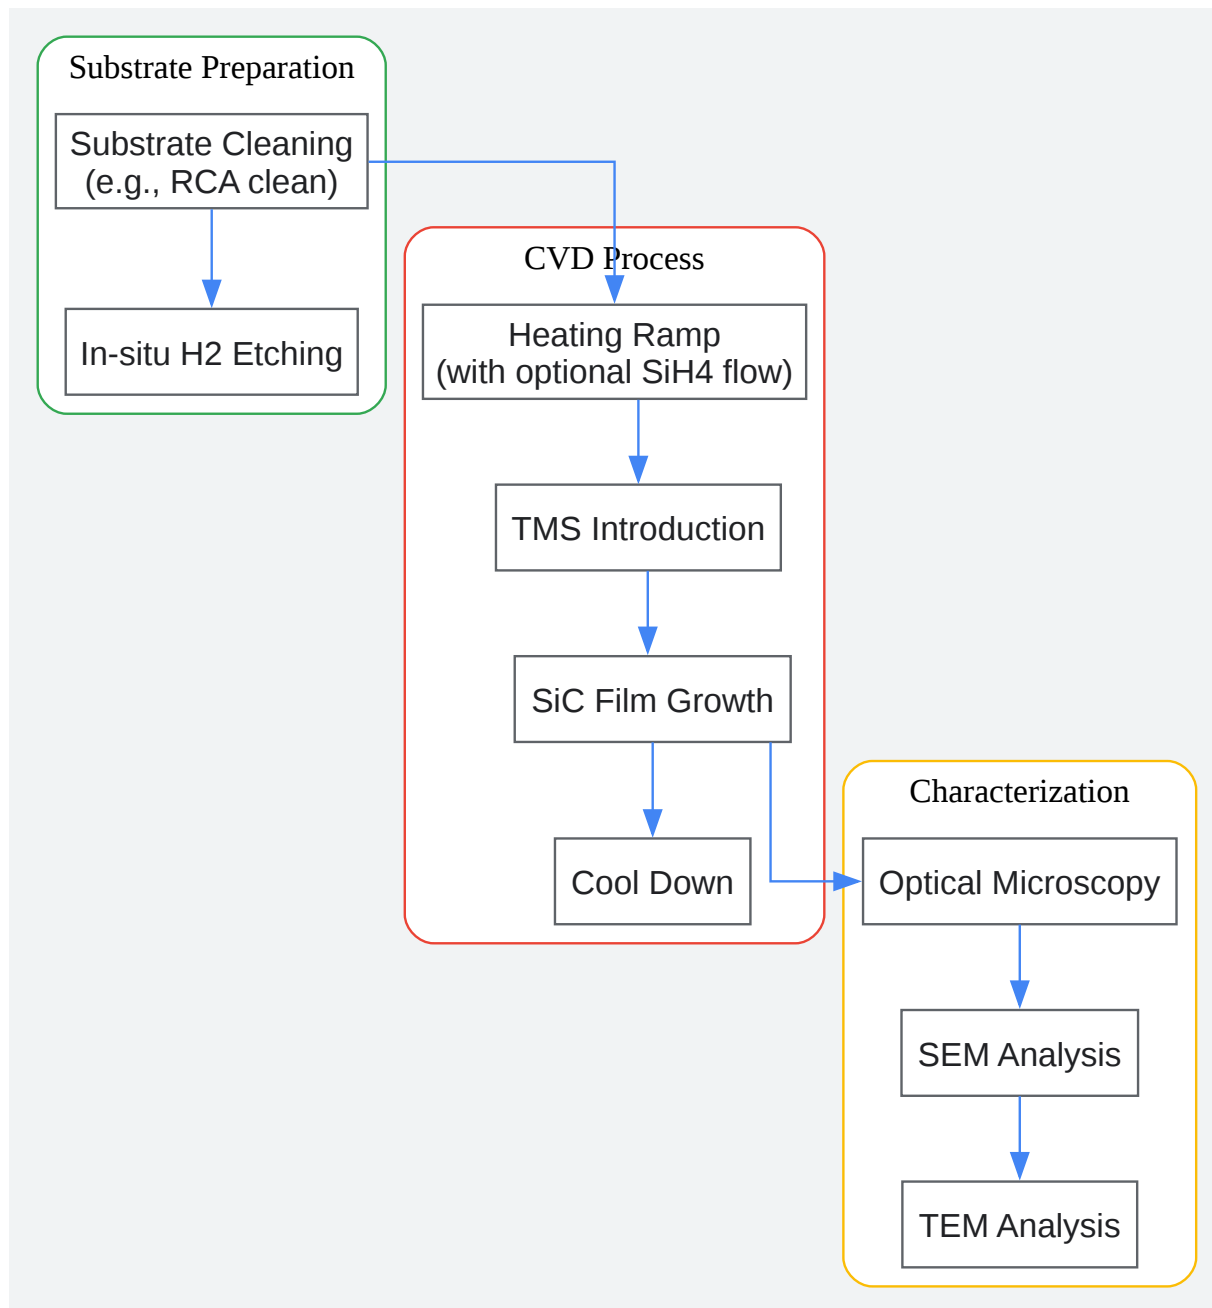 Substrate Preparation
Substrate Cleaning
(e.g., RCA clean)
In-situ H2 Etching
CVD Process
Heating Ramp
(with optional SiH4 flow)
TMS Introduction
SiC Film Growth
Cool Down
Characterization
Optical Microscopy
SEM Analysis
TEM Analysis